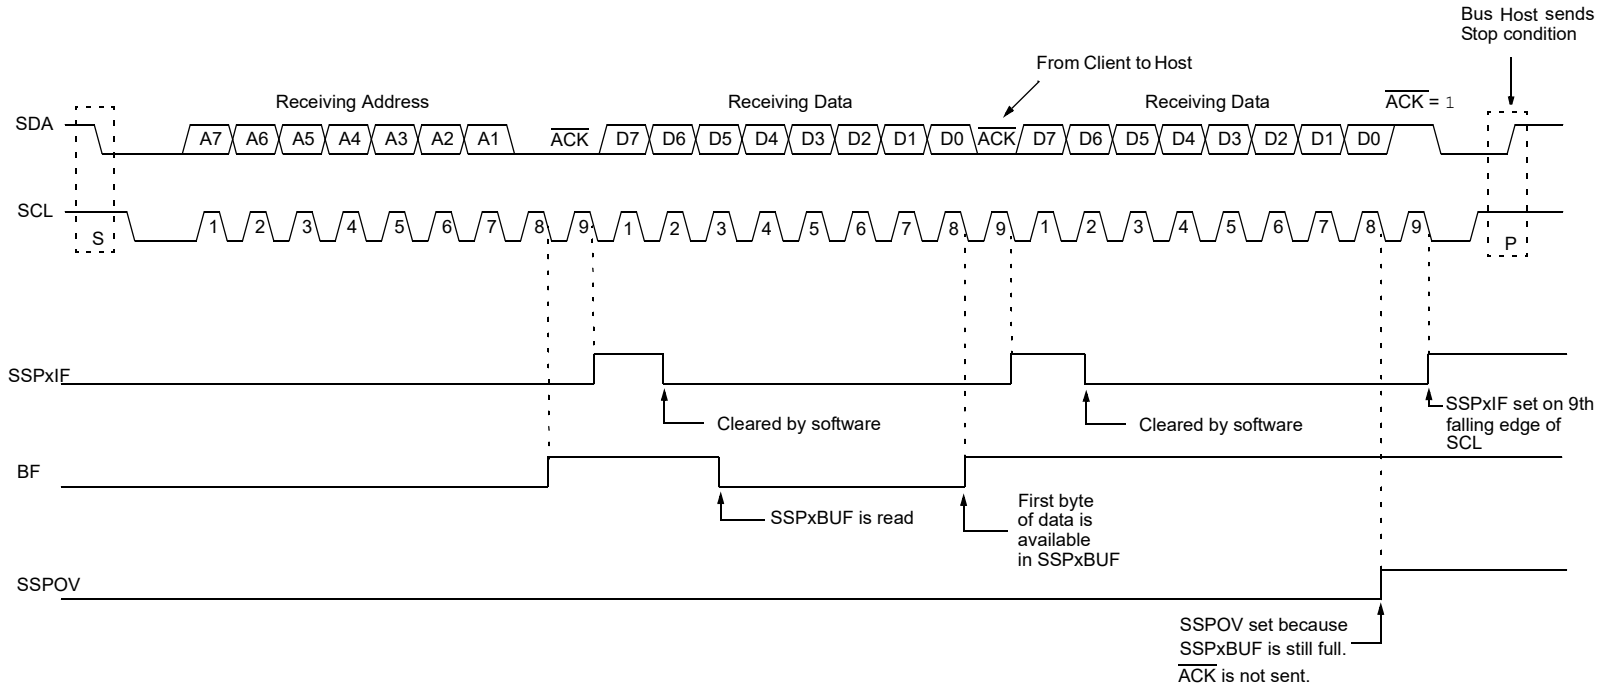 Bus Host sends
Stop condition
From Client to Host
Receiving Address
Receiving Data
Receiving Data
ACK = 1
SDA
A7 A6 A5 A4 A3 A2 A1 ACK D7 D6 D5 D4 D3 D2 D1 D0 ACK D7 D6 D5 D4 D3 D2 D1 D0
SCL
S 1 2 3 4 5 6 7 8 9 1 2 3 4 5 6 7 8 9 1 2 3 4 5 6 7 8 9 P
SSPxIF
Cleared by software
Cleared by software
SSPxIF set on 9th
falling edge of
SCL
BF
SSPxBUF is read
First byte
of data is
available
in SSPxBUF
SSPOV
SSPOV set because
SSPxBUF is still full.
ACK is not sent.